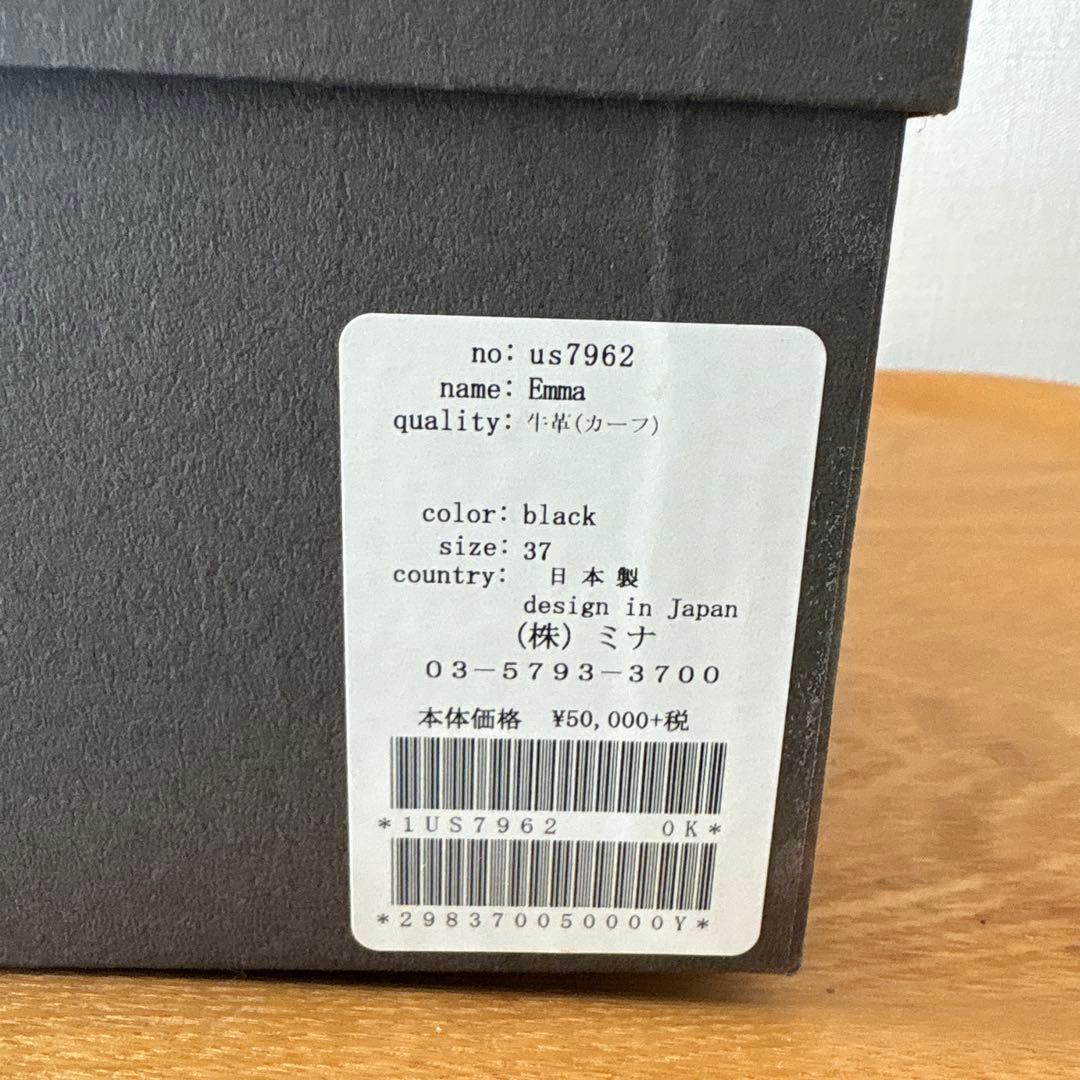 no: us7962
name: Emma
quality: 牛革(カーフ)
color: black
size: 37
country: 日本製
design in Japan
(株) ミナ
03-5793-3700
本体価格 ¥50,000+税
*1US7962 0K*
*298370050000Y*